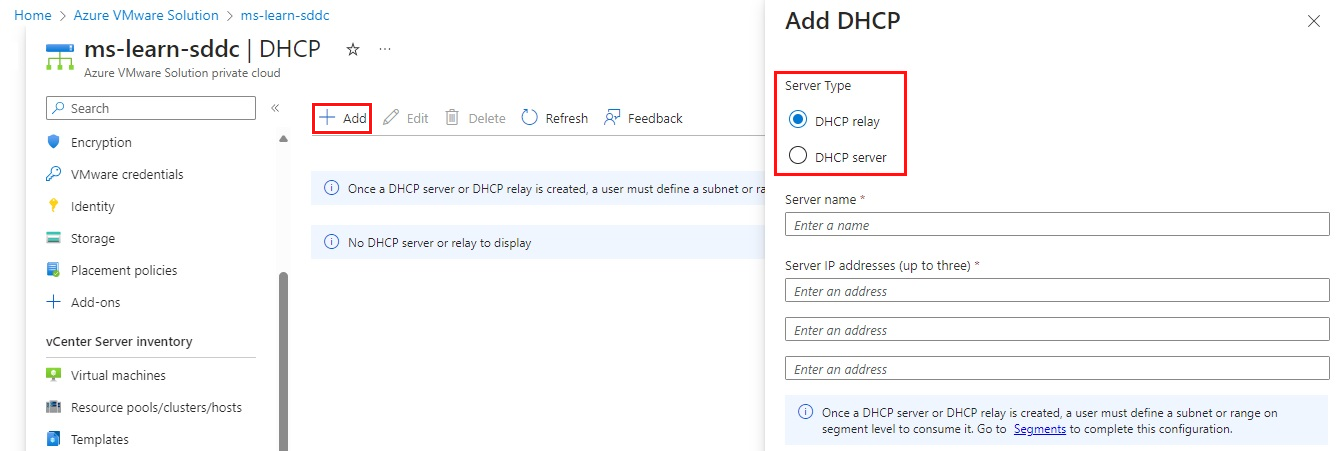 Home > Azure VMware Solution > ms-learn-sddc
ms-learn-sddc | DHCP ☆ ···
Azure VMware Solution private cloud
Search «
Encryption
VMware credentials
Identity
Storage
Placement policies
Add-ons
vCenter Server inventory
Virtual machines
Resource pools/clusters/hosts
Templates
Add Edit Delete Refresh Feedback
Once a DHCP server or DHCP relay is created, a user must define a subnet or ra
No DHCP server or relay to display
Add DHCP
Server Type
DHCP relay
DHCP server
Server name *
Enter a name
Server IP addresses (up to three) *
Enter an address
Enter an address
Enter an address
Once a DHCP server or DHCP relay is created, a user must define a subnet or range on
segment level to consume it. Go to Segments to complete this configuration.